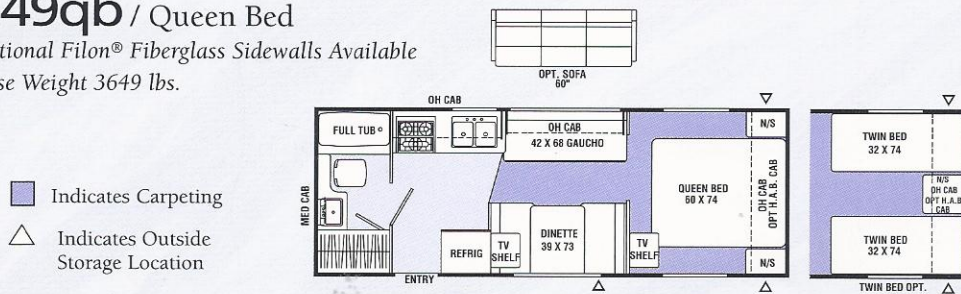 49qb / Queen Bed
tional Filon® Fiberglass Sidewalls Available
se Weight 3649 lbs.
OPT. SOFA
60"
OH CAB
FULL TUB
OH CAB
42 X 68 GAUCHO
N/S
MED CAB
QUEEN BED
60 X 74
OH CAB
OPT H.A.B. CAB
DINETTE
39 X 73
REFRIG
TV
SHELF
TV
SHELF
N/S
ENTRY
TWIN BED
32 X 74
N/S
OH CAB
OPT H.A.B
CAB
TWIN BED
32 X 74
TWIN BED OPT.
Indicates Carpeting
Indicates Outside
Storage Location